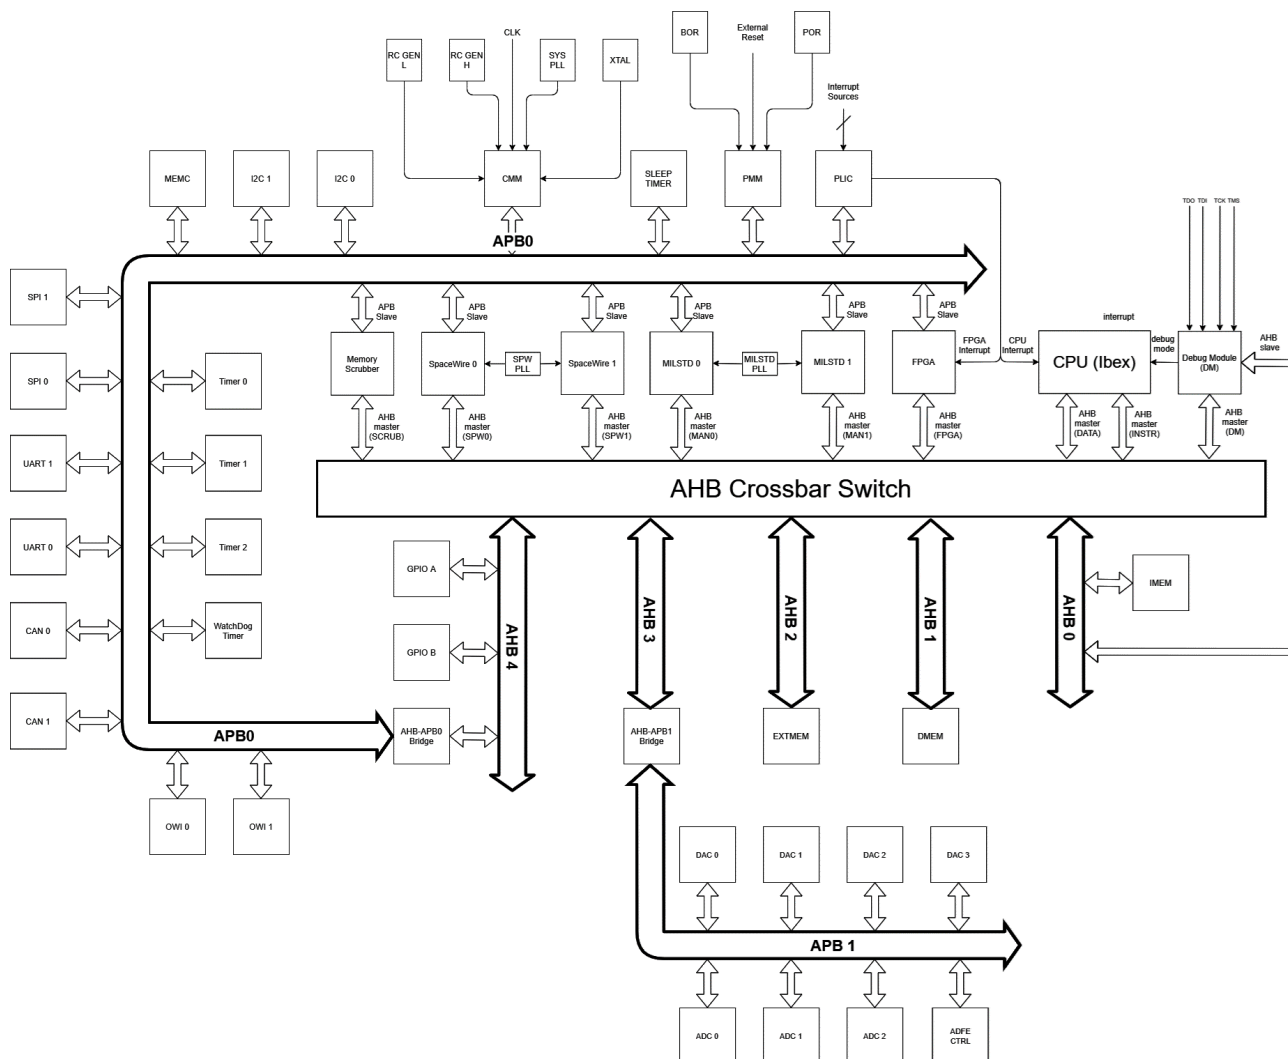 CLK
BOR
External
Reset
POR
RC GEN
L
RC GEN
H
SYS
PLL
XTAL
Interrupt
Sources
MEMC
I2C 1
I2C 0
CMM
SLEEP
TIMER
PMM
PLIC
TDO TDI TCK TMS
APB0
SPI 1
APB
Slave
APB
Slave
APB
Slave
APB
Slave
APB
Slave
APB
Slave
interrupt
Memory
Scrubber
SpaceWire 0
SPW
PLL
SpaceWire 1
MILSTD 0
MILSTD
PLL
MILSTD 1
FPGA
FPGA
Interrupt
CPU
Interrupt
CPU (Ibex)
debug
mode
Debug Module
(DM)
AHB
slave
SPI 0
Timer 0
AHB
master
(SCRUB)
AHB
master
(SPW0)
AHB
master
(SPW1)
AHB
master
(MAN0)
AHB
master
(MAN1)
AHB
master
(FPGA)
AHB
master
(DATA)
AHB
master
(INSTR)
AHB
master
(DM)
UART 1
Timer 1
AHB Crossbar Switch
UART 0
Timer 2
GPIO A
IMEM
CAN 0
WatchDog
Timer
GPIO B
AHB 4
AHB 3
AHB 2
AHB 1
AHB 0
CAN 1
APB0
AHB-APB0
Bridge
AHB-APB1
Bridge
EXTMEM
DMEM
OWI 0
OWI 1
DAC 0
DAC 1
DAC 2
DAC 3
APB 1
ADC 0
ADC 1
ADC 2
ADFE
CTRL